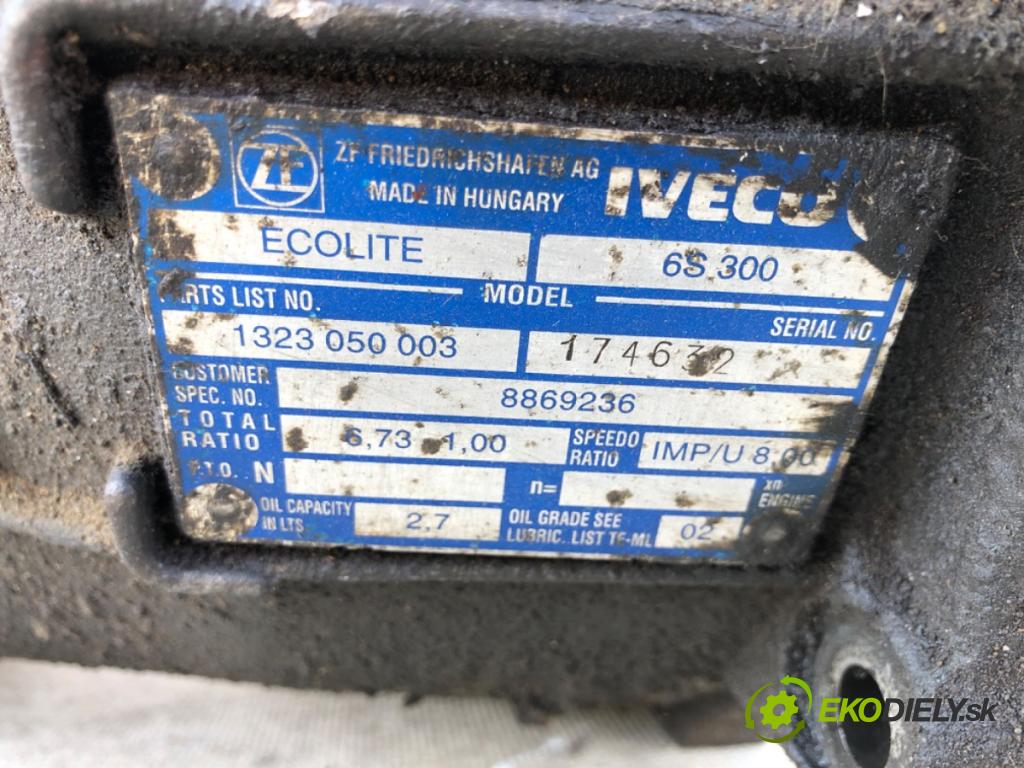 ZF
ZF FRIEDRICHSHAFEN AG
MADE IN HUNGARY
IVECO
ECOLITE
6S 300
MODEL
PARTS LIST NO.
SERIAL NO.
1323 050 003
174632
CUSTOMER
SPEC. NO.
8869236
TOTAL
RATIO
6,73 - 1,00
SPEEDO
RATIO
IMP/U 8,00
P.T.O. N
n=
xn
ENGINE
OIL CAPACITY
IN LTS
2,7
OIL GRADE SEE
LUBRIC. LIST TE-ML
02
EKODIELY.sk